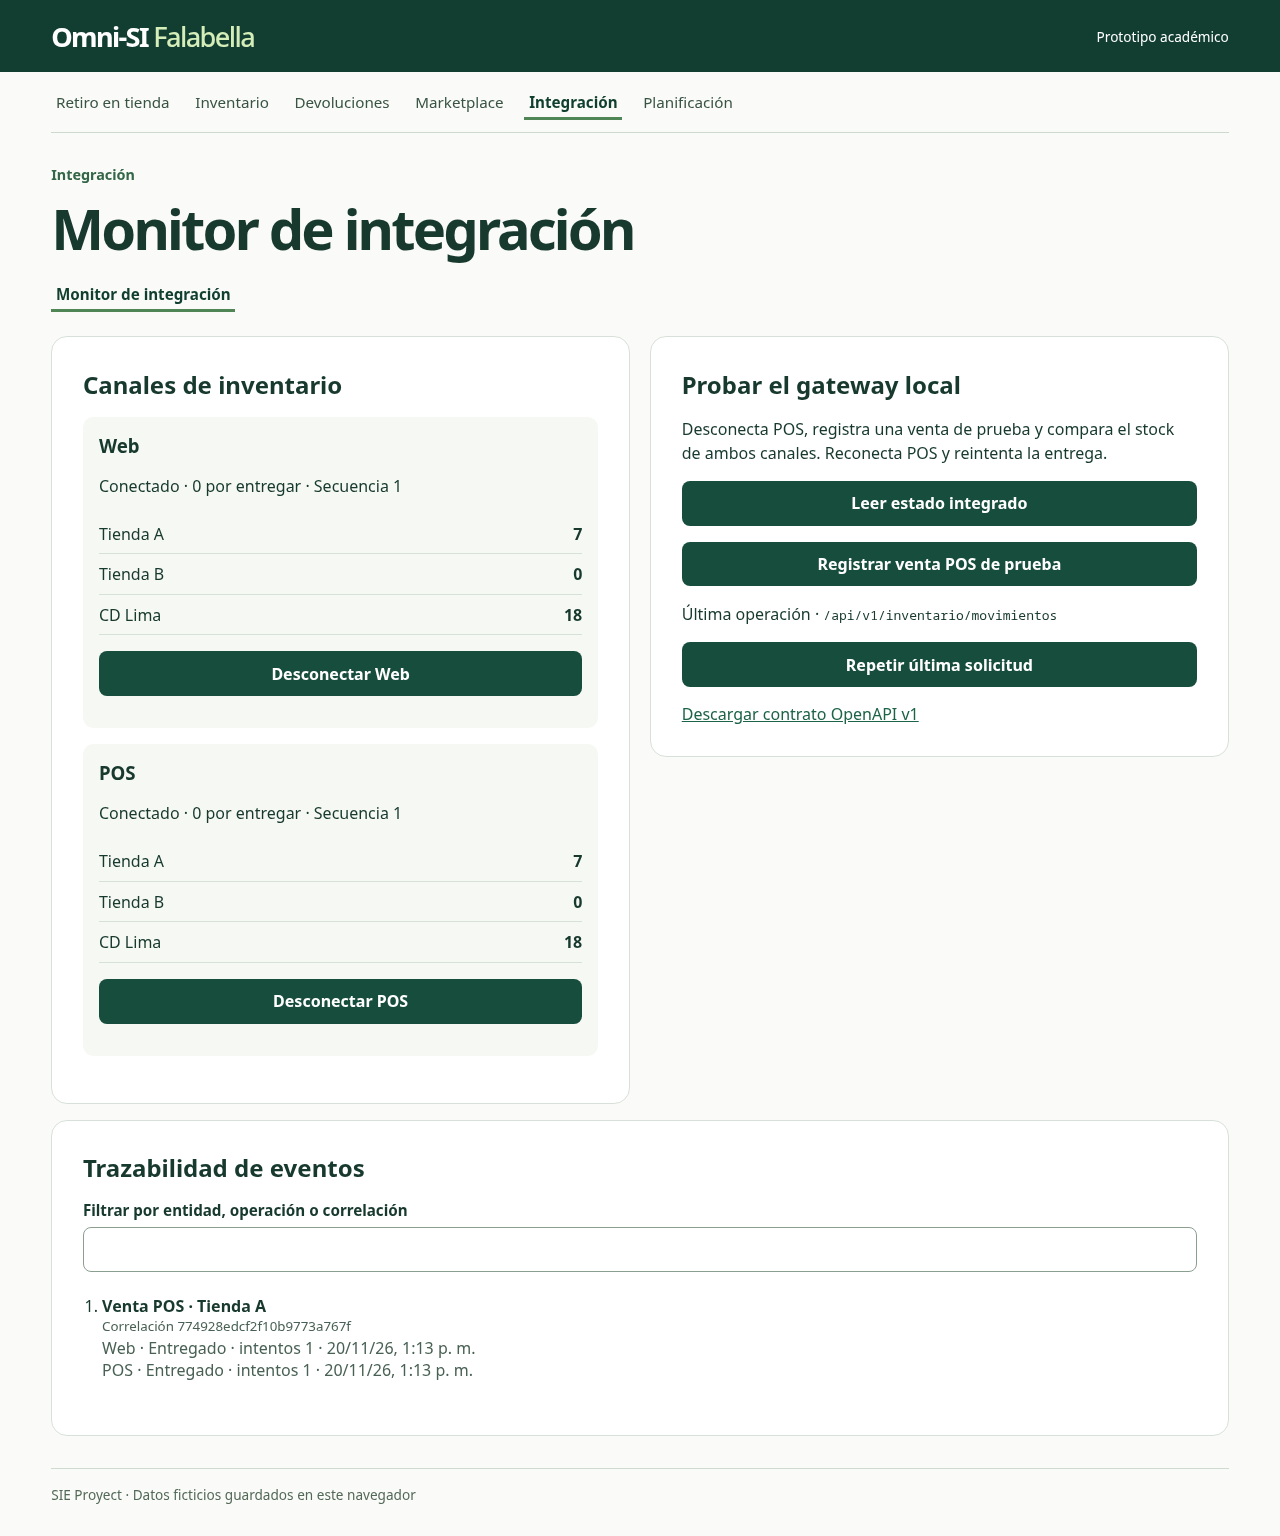 Omni-SI Falabella
Prototipo académico
Retiro en tienda
Inventario
Devoluciones
Marketplace
Integración
Planificación
Integración
Monitor de integración
Monitor de integración
Canales de inventario
Web
Conectado · 0 por entregar · Secuencia 1
Tienda A 7
Tienda B 0
CD Lima 18
Desconectar Web
POS
Conectado · 0 por entregar · Secuencia 1
Tienda A 7
Tienda B 0
CD Lima 18
Desconectar POS
Probar el gateway local
Desconecta POS, registra una venta de prueba y compara el stock
de ambos canales. Reconecta POS y reintenta la entrega.
Leer estado integrado
Registrar venta POS de prueba
Última operación · /api/v1/inventario/movimientos
Repetir última solicitud
Descargar contrato OpenAPI v1
Trazabilidad de eventos
Filtrar por entidad, operación o correlación
1. Venta POS · Tienda A
Correlación 774928edcf2f10b9773a767f
Web · Entregado · intentos 1 · 20/11/26, 1:13 p. m.
POS · Entregado · intentos 1 · 20/11/26, 1:13 p. m.
SIE Proyect · Datos ficticios guardados en este navegador